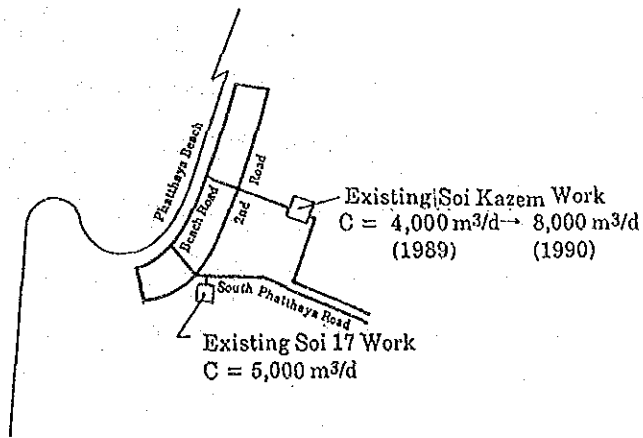 Phatthaya Beach
Beach Road
2nd Road
Existing Soi Kazem Work
C = 4,000 m³/d → 8,000 m³/d
(1989) (1990)
South Phatthaya Road
Existing Soi 17 Work
C = 5,000 m³/d